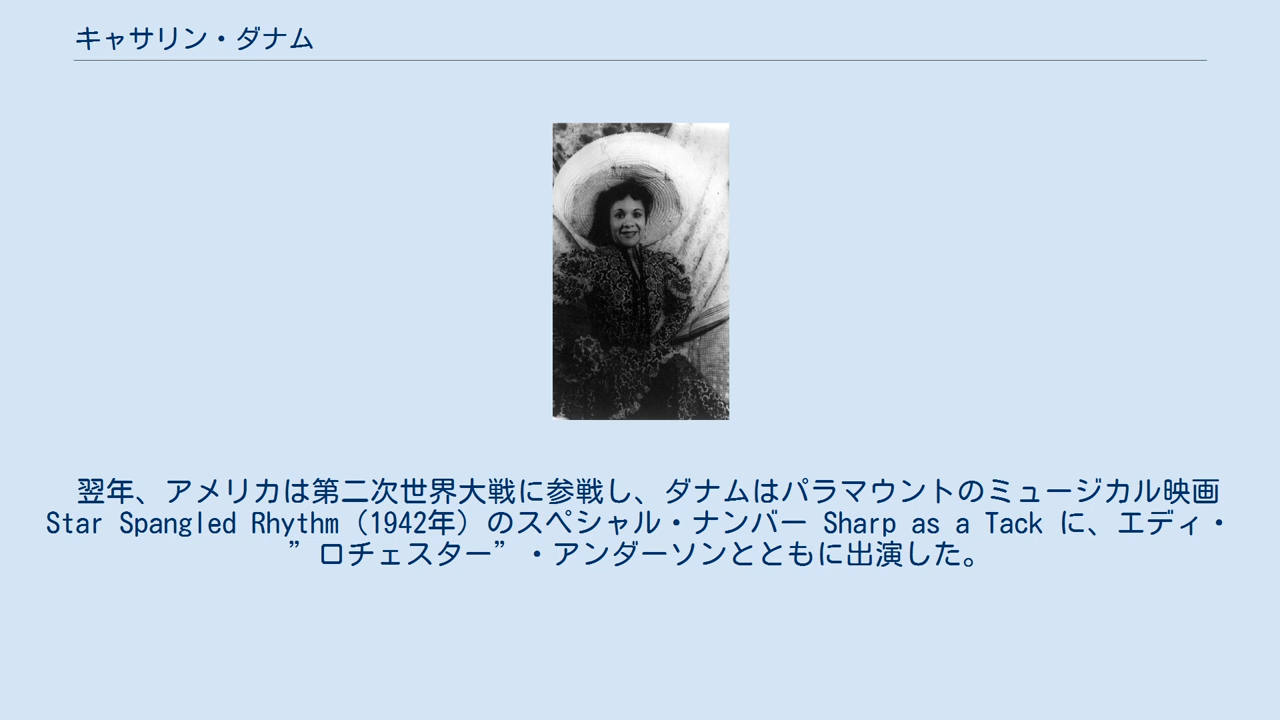 キャサリン・ダナム
翌年、アメリカは第二次世界大戦に参戦し、ダナムはパラマウントのミュージカル映画
Star Spangled Rhythm（1942年）のスペシャル・ナンバー Sharp as a Tack に、エディ・
”ロチェスター”・アンダーソンとともに出演した。